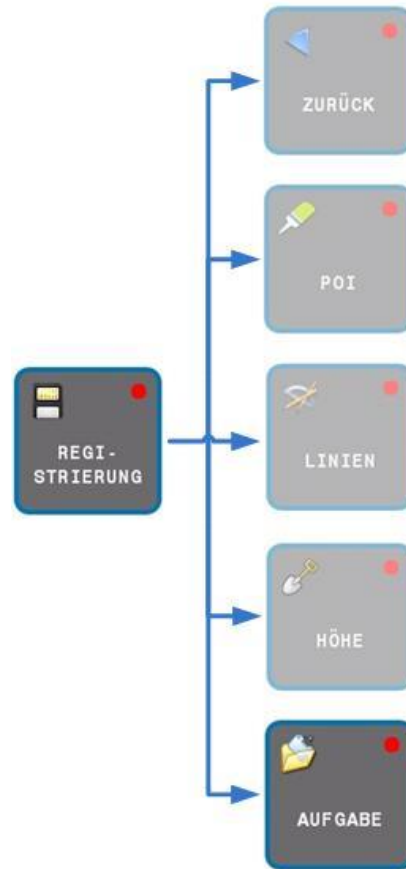 ZURÜCK
POI
REGI-
STRIERUNG
LINIEN
HÖHE
AUFGABE